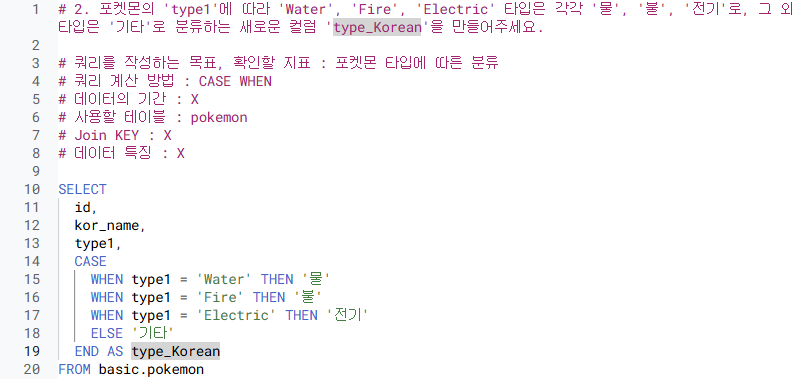 1 # 2. 포켓몬의 'type1'에 따라 'Water', 'Fire', 'Electric' 타입은 각각 '물', '불', '전기'로, 그 외
타입은 '기타'로 분류하는 새로운 컬럼 'type_Korean'을 만들어주세요.
2
3 # 쿼리를 작성하는 목표, 확인할 지표 : 포켓몬 타입에 따른 분류
4 # 쿼리 계산 방법 : CASE WHEN
5 # 데이터의 기간 : X
6 # 사용할 테이블 : pokemon
7 # Join KEY : X
8 # 데이터 특징 : X
9
10 SELECT
11 id,
12 kor_name,
13 type1,
14 CASE
15 WHEN type1 = 'Water' THEN '물'
16 WHEN type1 = 'Fire' THEN '불'
17 WHEN type1 = 'Electric' THEN '전기'
18 ELSE '기타'
19 END AS type_Korean
20 FROM basic.pokemon